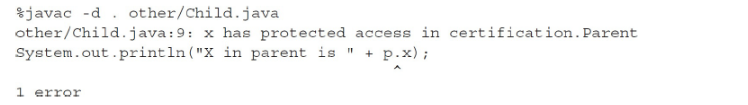 %javac -d . other/Child.java
other/Child.java:9: x has protected access in certification.Parent
System.out.println("X in parent is " + p.x);
^
1 error